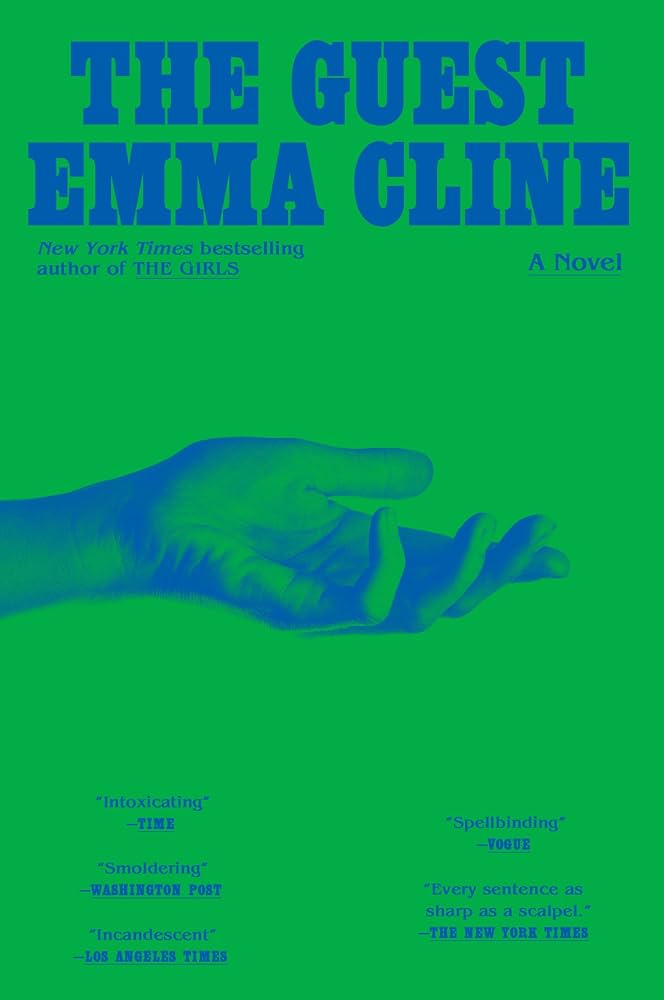 THE GUEST
EMMA CLINE
New York Times bestselling
author of THE GIRLS
A Novel
"Intoxicating"
—TIME
"Smoldering"
—WASHINGTON POST
"Incandescent"
—LOS ANGELES TIMES
"Spellbinding"
—VOGUE
"Every sentence as
sharp as a scalpel."
—THE NEW YORK TIMES